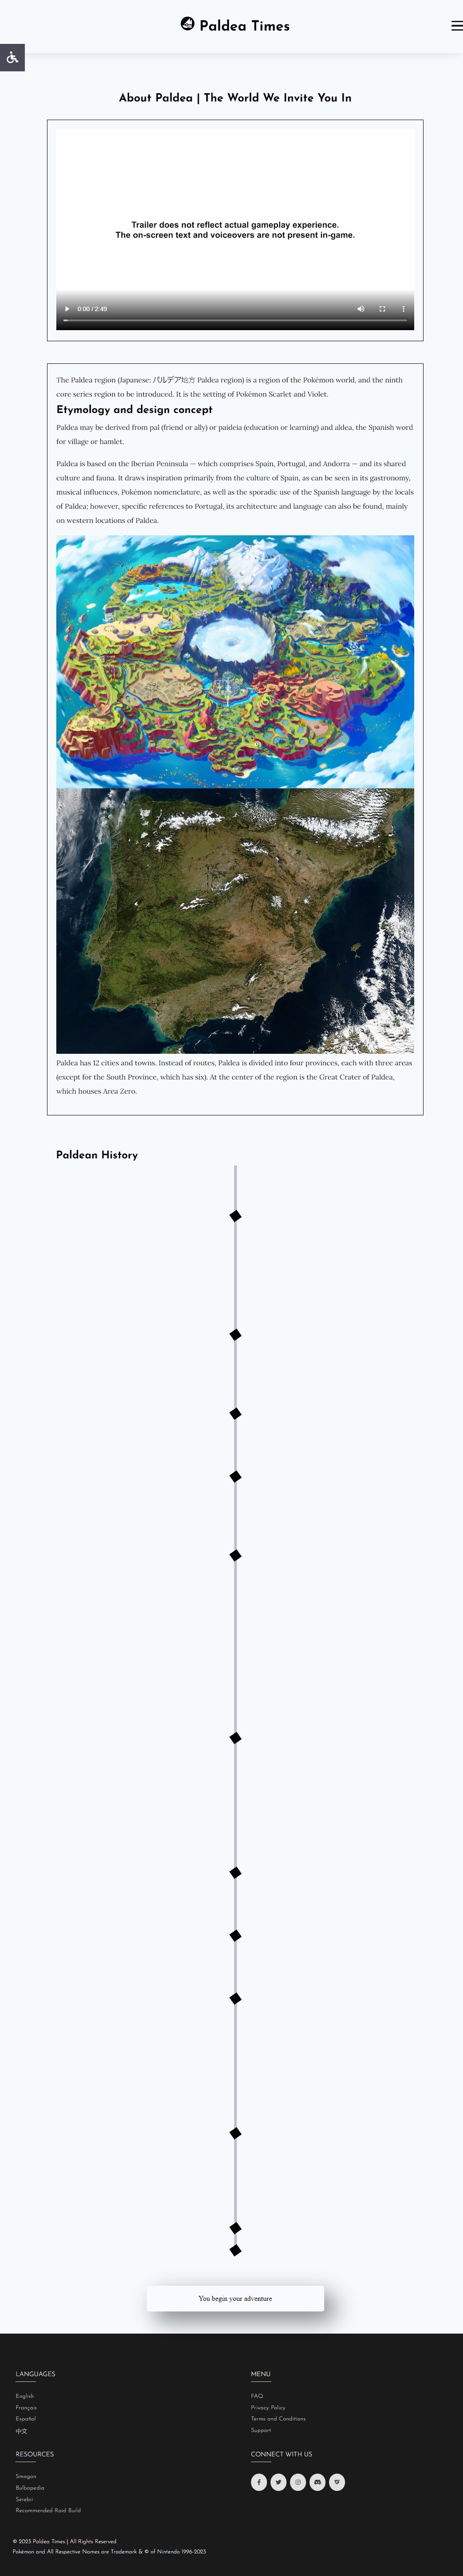 Paldea Times
About Paldea | The World We Invite You In
Trailer does not reflect actual gameplay experience.
The on-screen text and voiceovers are not present in-game.
0:00 / 2:49
The Paldea region (Japanese: パルデア地方 Paldea region) is a region of the Pokémon world, and the ninth
core series region to be introduced. It is the setting of Pokémon Scarlet and Violet.
Etymology and design concept
Paldea may be derived from pal (friend or ally) or paideia (education or learning) and aldea, the Spanish word
for village or hamlet.
Paldea is based on the Iberian Peninsula — which comprises Spain, Portugal, and Andorra — and its shared
culture and fauna. It draws inspiration primarily from the culture of Spain, as can be seen in its gastronomy,
musical influences, Pokémon nomenclature, as well as the sporadic use of the Spanish language by the locals
of Paldea; however, specific references to Portugal, its architecture and language can also be found, mainly
on western locations of Paldea.
Paldea has 12 cities and towns. Instead of routes, Paldea is divided into four provinces, each with three areas
(except for the South Province, which has six). At the center of the region is the Great Crater of Paldea,
which houses Area Zero.
Paldean History
You begin your adventure
LANGUAGES
English
Français
Español
中文
MENU
FAQ
Privacy Policy
Terms and Conditions
Support
RESOURCES
Smogon
Bulbapedia
Serebii
Recommended Raid Build
CONNECT WITH US
© 2023 Paldea Times | All Rights Reserved
Pokémon and All Respective Names are Trademark & © of Nintendo 1996-2023